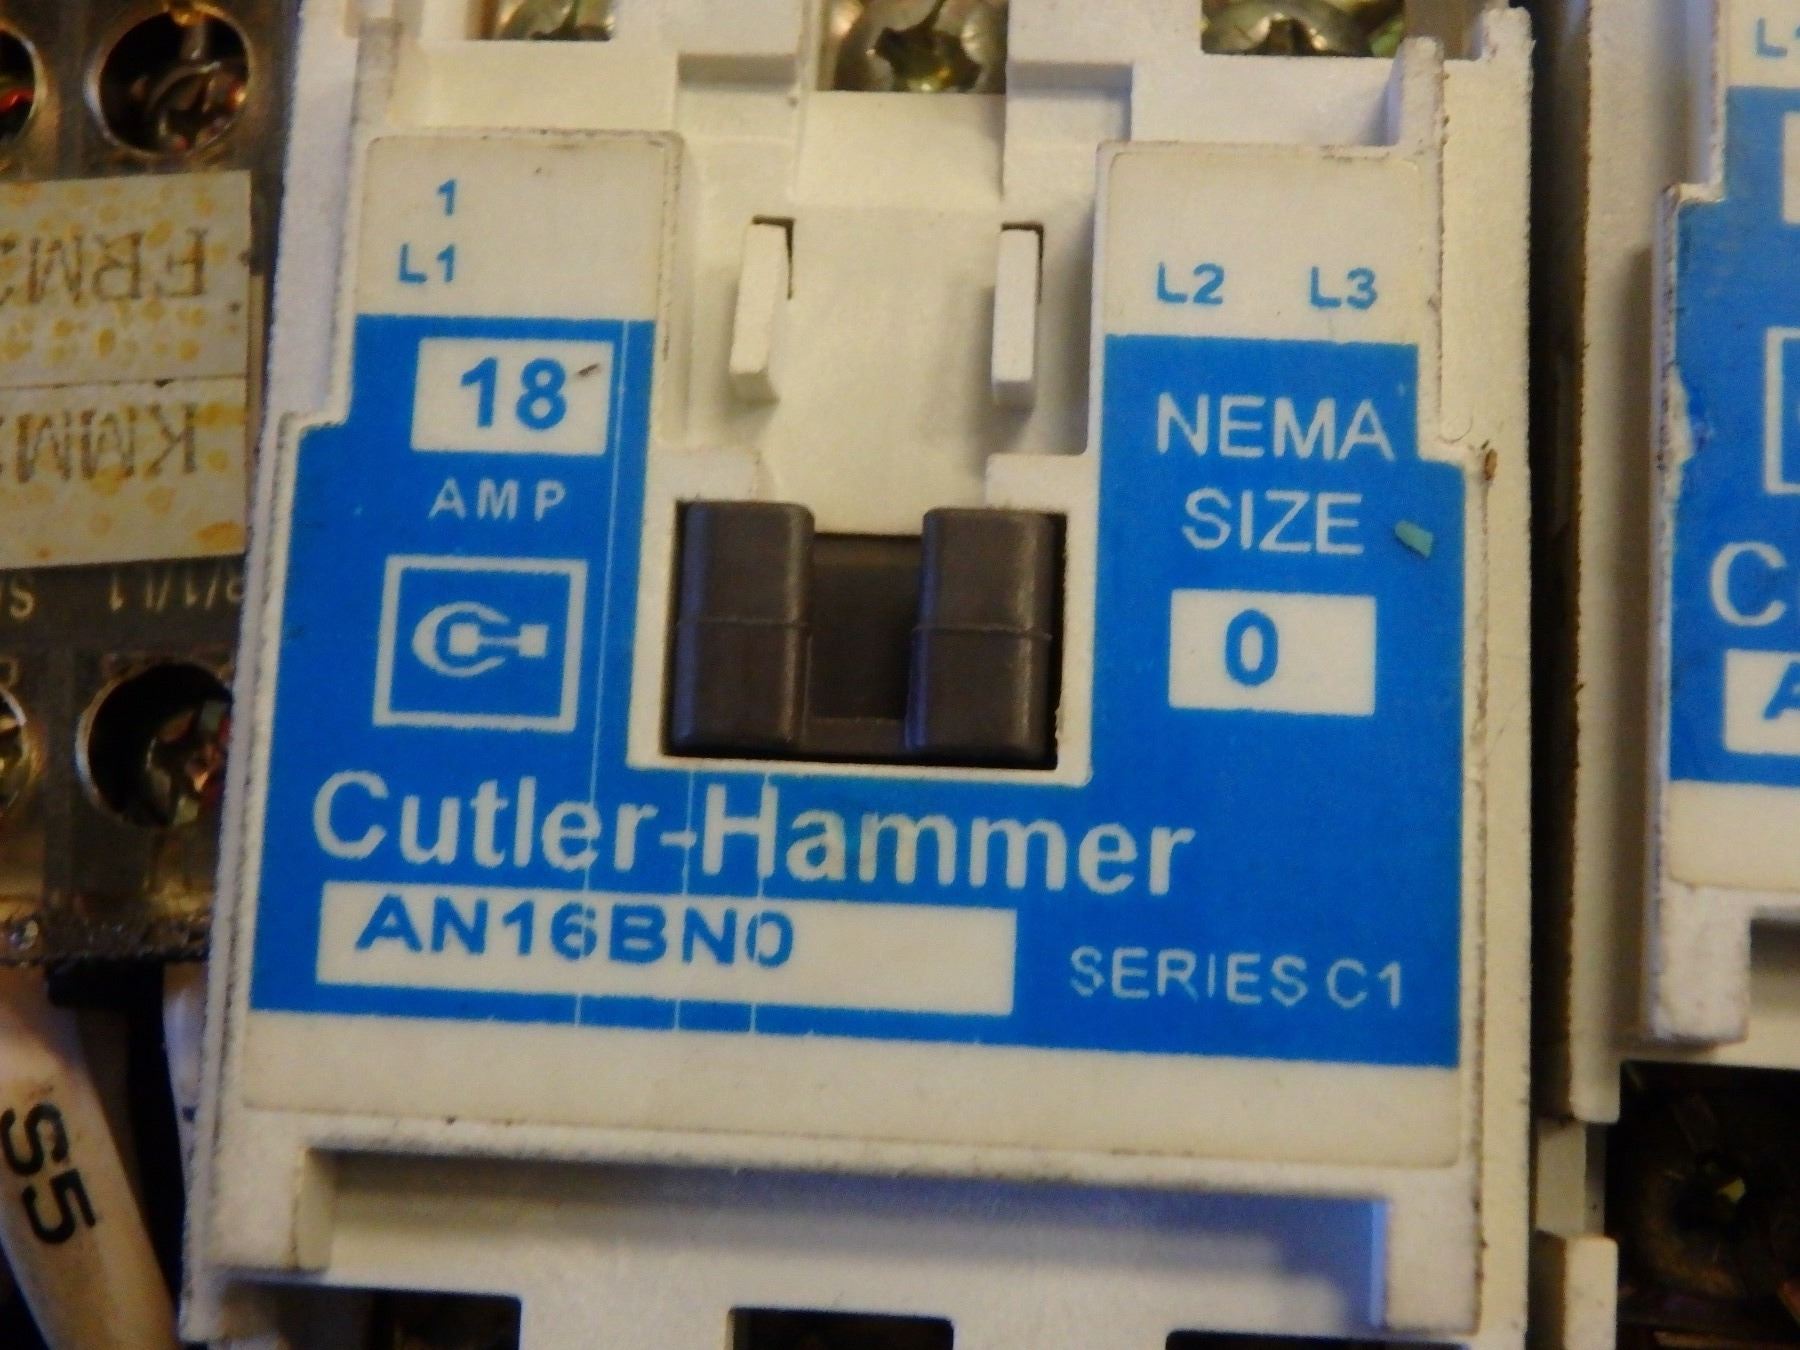 1
L1
L2 L3
18
AMP
NEMA
SIZE
0
Cutler-Hammer
AN16BN0
SERIES C1
S5
C
A